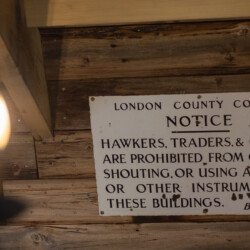 LONDON COUNTY CO
NOTICE
HAWKERS, TRADERS, &
ARE PROHIBITED FROM
SHOUTING, OR USING A
OR OTHER INSTRUM
THESE BUILDINGS.